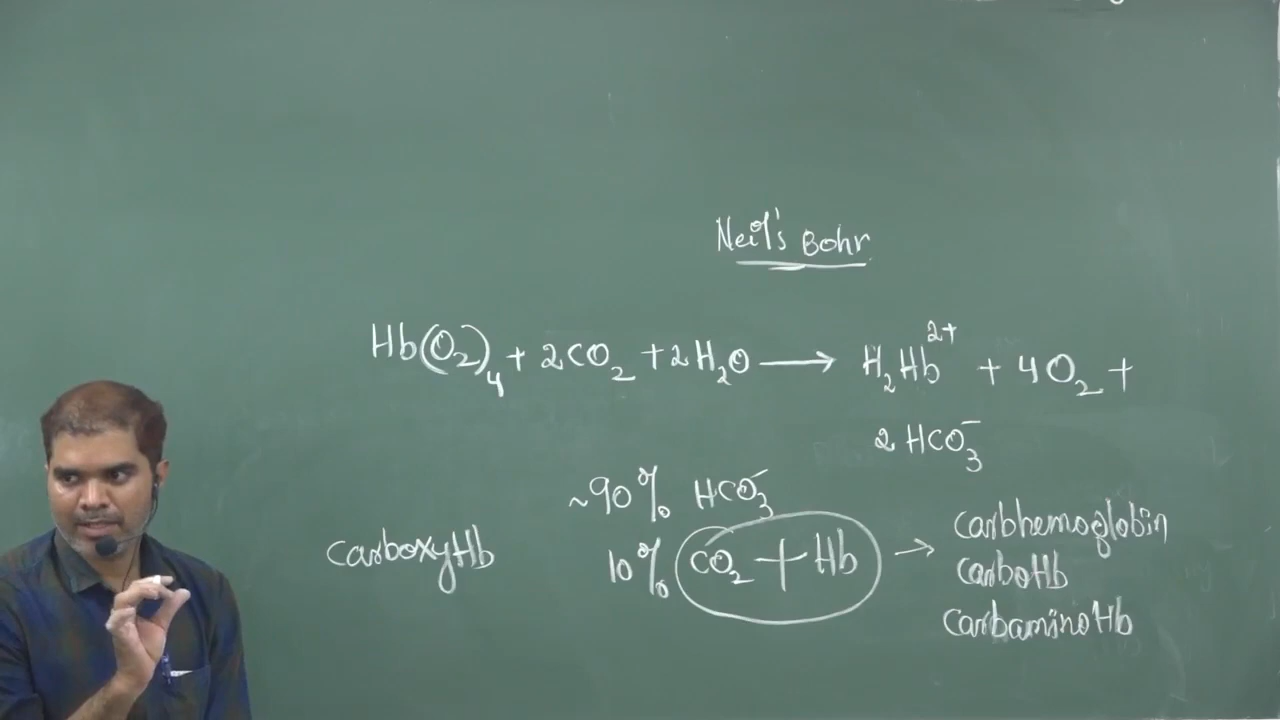 Neil's Bohr
Hb(O₂)₄ + 2CO₂ + 2H₂O → H₂Hb²⁺ + 4O₂ +
2HCO₃⁻
~90% HCO₃⁻
carboxyHb
10% CO₂ + Hb →
carbhemoglobin
carboHb
carbaminoHb